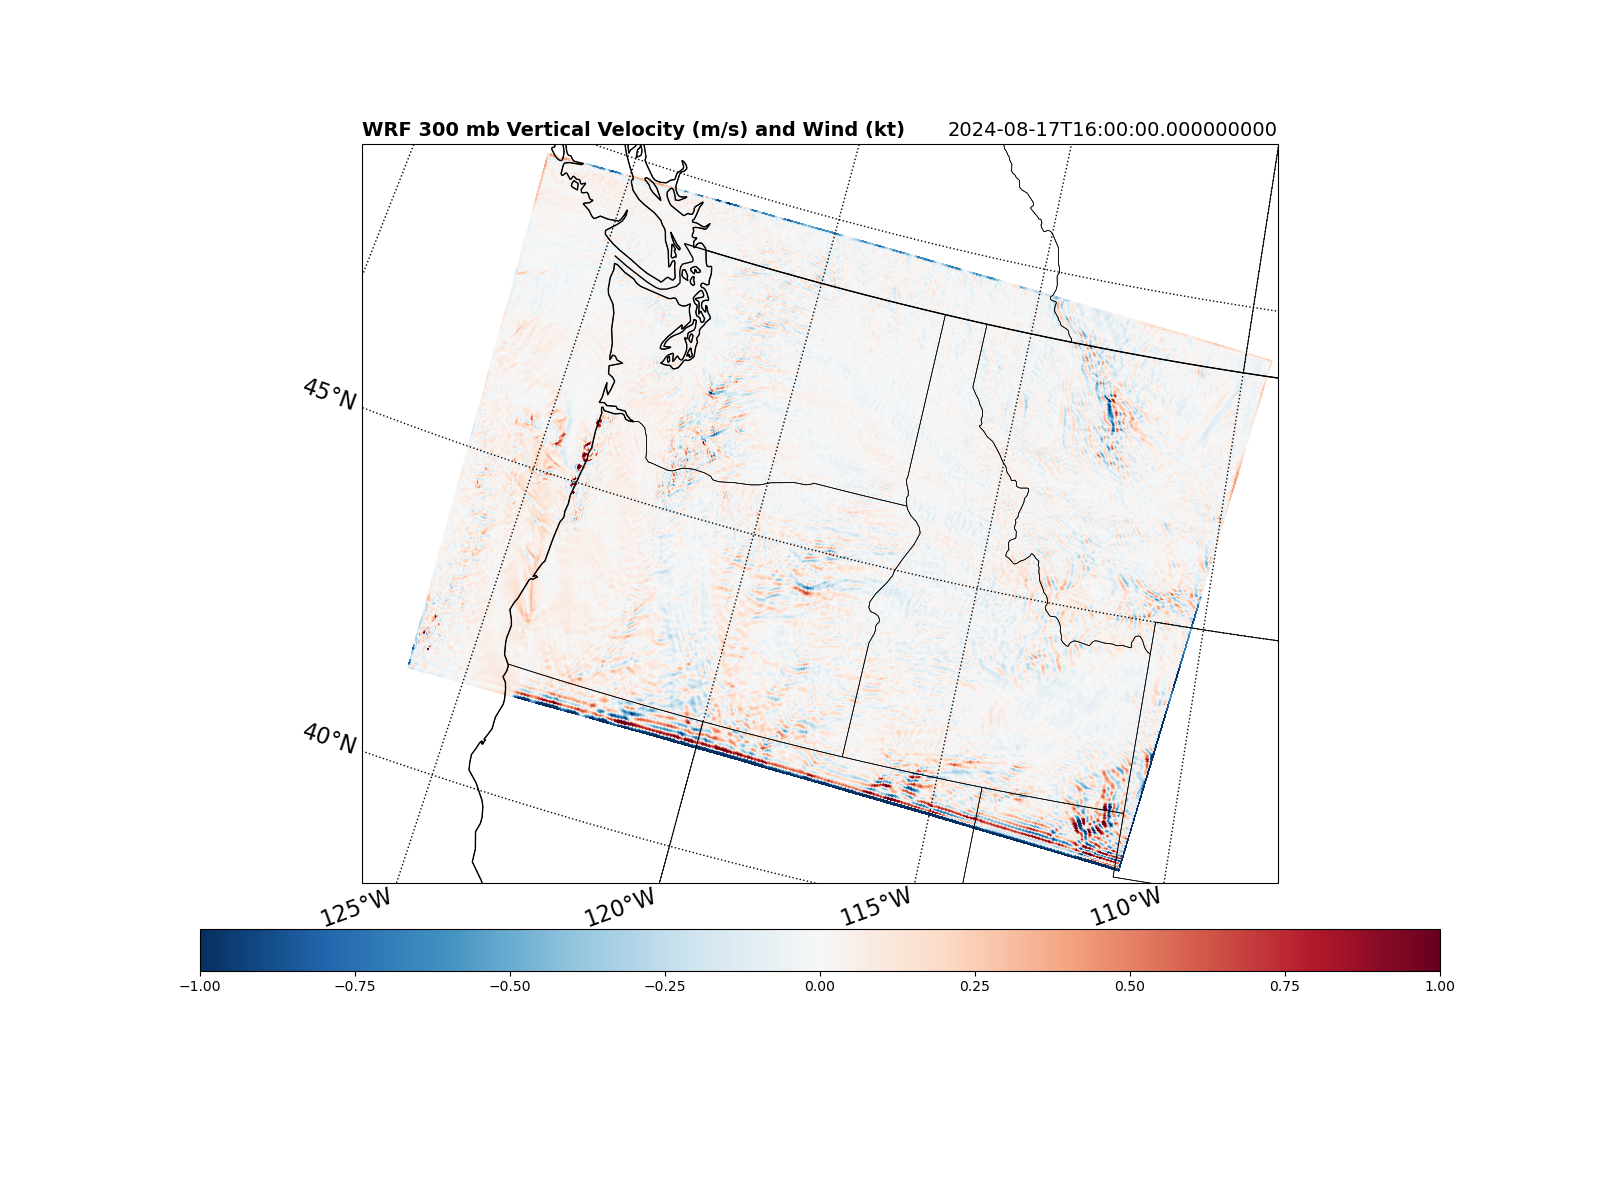 WRF 300 mb Vertical Velocity (m/s) and Wind (kt) 2024-08-17T16:00:00.000000000
45°N
40°N
125°W 120°W 115°W 110°W
−1.00 −0.75 −0.50 −0.25 0.00 0.25 0.50 0.75 1.00